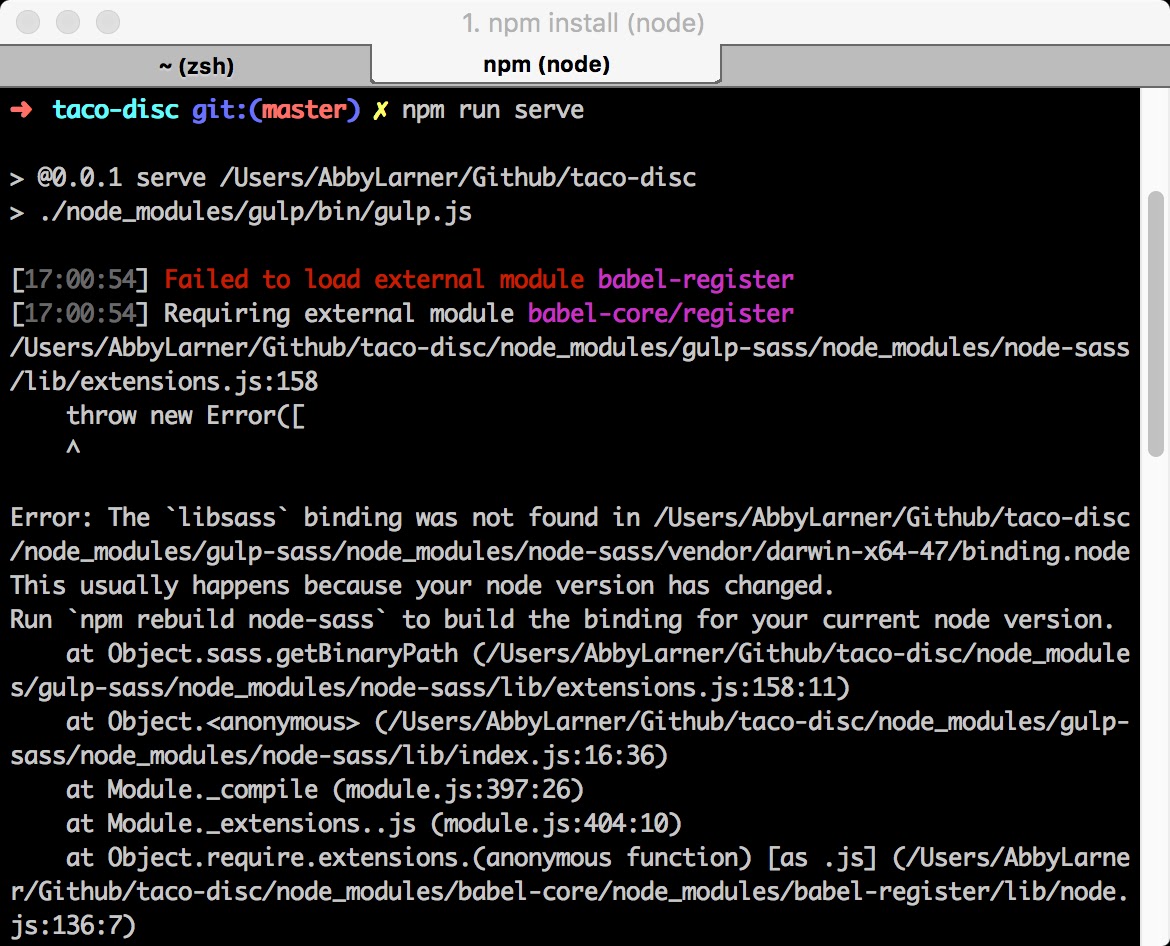 1. npm install (node)
~ (zsh)
npm (node)
➜ taco-disc git:(master) ✗ npm run serve
> @0.0.1 serve /Users/AbbyLarner/Github/taco-disc
> ./node_modules/gulp/bin/gulp.js
[17:00:54] Failed to load external module babel-register
[17:00:54] Requiring external module babel-core/register
/Users/AbbyLarner/Github/taco-disc/node_modules/gulp-sass/node_modules/node-sass
/lib/extensions.js:158
    throw new Error([
    ^
Error: The `libsass` binding was not found in /Users/AbbyLarner/Github/taco-disc
/node_modules/gulp-sass/node_modules/node-sass/vendor/darwin-x64-47/binding.node
This usually happens because your node version has changed.
Run `npm rebuild node-sass` to build the binding for your current node version.
    at Object.sass.getBinaryPath (/Users/AbbyLarner/Github/taco-disc/node_module
s/gulp-sass/node_modules/node-sass/lib/extensions.js:158:11)
    at Object.<anonymous> (/Users/AbbyLarner/Github/taco-disc/node_modules/gulp-
sass/node_modules/node-sass/lib/index.js:16:36)
    at Module._compile (module.js:397:26)
    at Module._extensions..js (module.js:404:10)
    at Object.require.extensions.(anonymous function) [as .js] (/Users/AbbyLarne
r/Github/taco-disc/node_modules/babel-core/node_modules/babel-register/lib/node.
js:136:7)